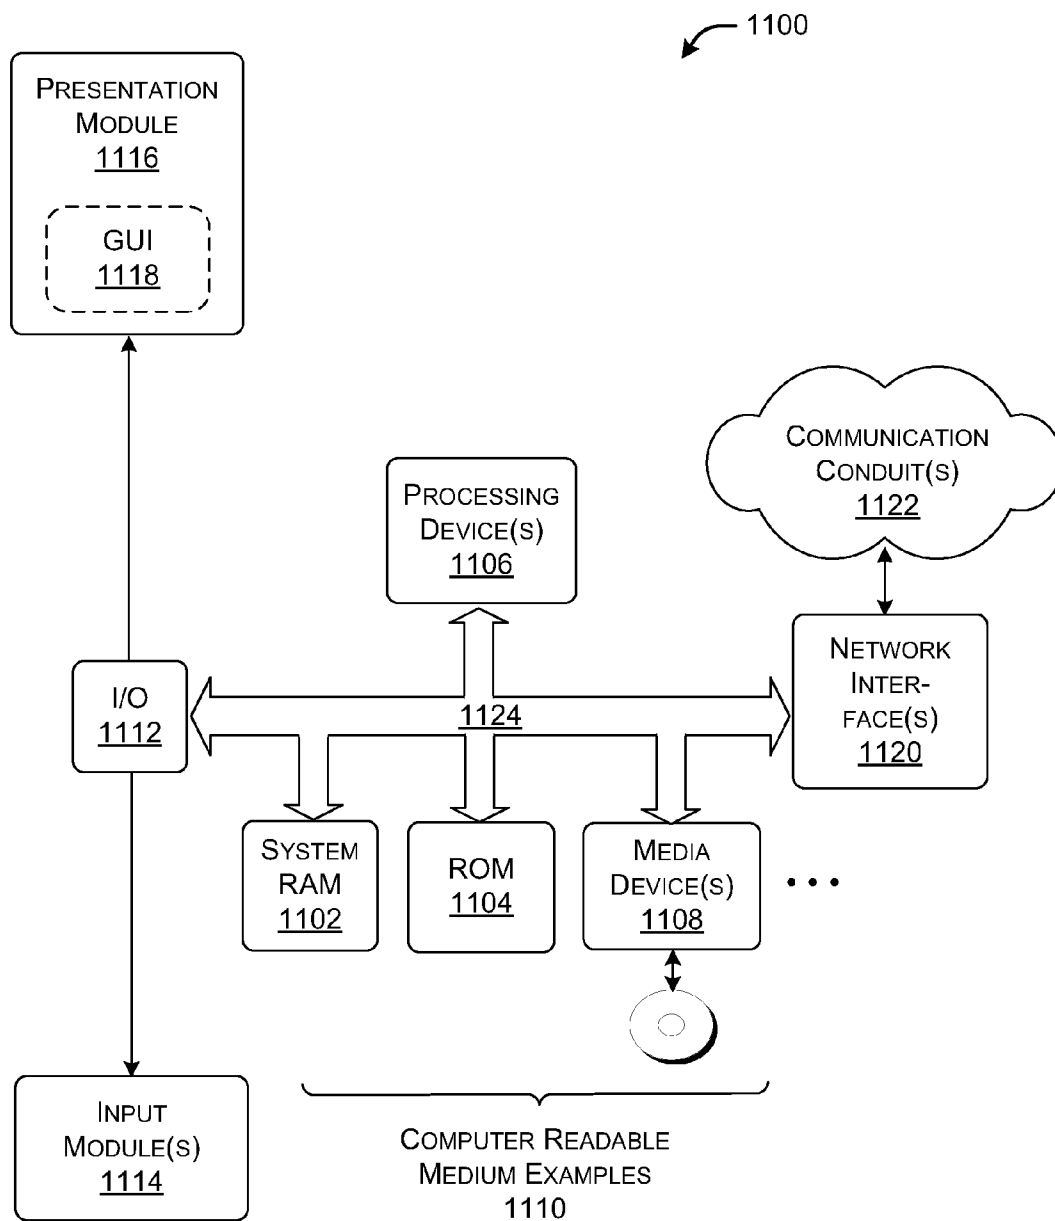 1100
PRESENTATION
MODULE
1116
GUI
1118
COMMUNICATION
CONDUIT(S)
1122
PROCESSING
DEVICE(S)
1106
NETWORK
INTER-
FACE(S)
1120
I/O
1112
1124
SYSTEM
RAM
1102
ROM
1104
MEDIA
DEVICE(S)
1108
INPUT
MODULE(S)
1114
COMPUTER READABLE
MEDIUM EXAMPLES
1110